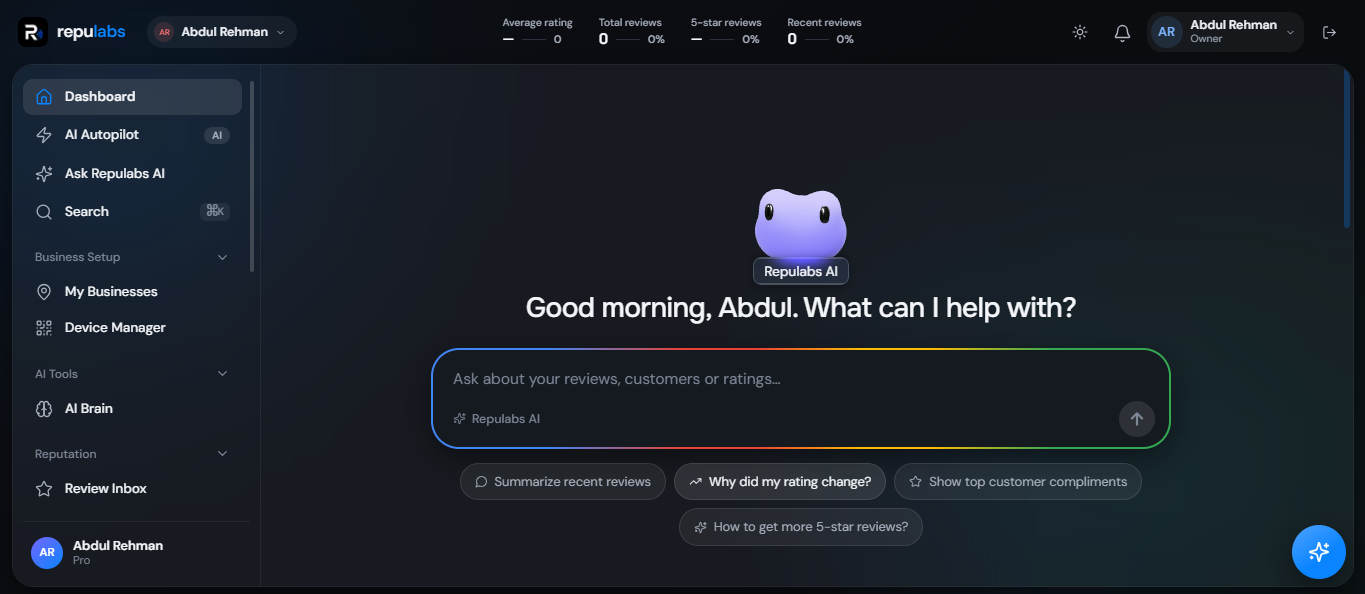 repulabs
AR Abdul Rehman
Average rating
— 0
Total reviews
0 0%
5-star reviews
— 0%
Recent reviews
0 0%
AR Abdul Rehman
Owner
Dashboard
AI Autopilot AI
Ask Repulabs AI
Search ⌘K
Business Setup
My Businesses
Device Manager
AI Tools
AI Brain
Reputation
Review Inbox
AR Abdul Rehman
Pro
Repulabs AI
Good morning, Abdul. What can I help with?
Ask about your reviews, customers or ratings...
Repulabs AI
Summarize recent reviews
Why did my rating change?
Show top customer compliments
How to get more 5-star reviews?